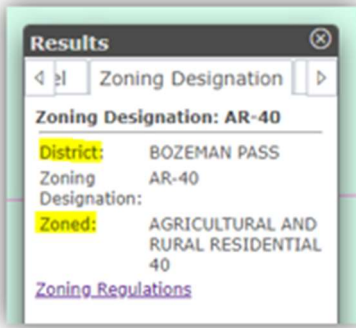 Results
el Zoning Designation
Zoning Designation: AR-40
District: BOZEMAN PASS
Zoning AR-40
Designation:
Zoned: AGRICULTURAL AND
RURAL RESIDENTIAL
40
Zoning Regulations